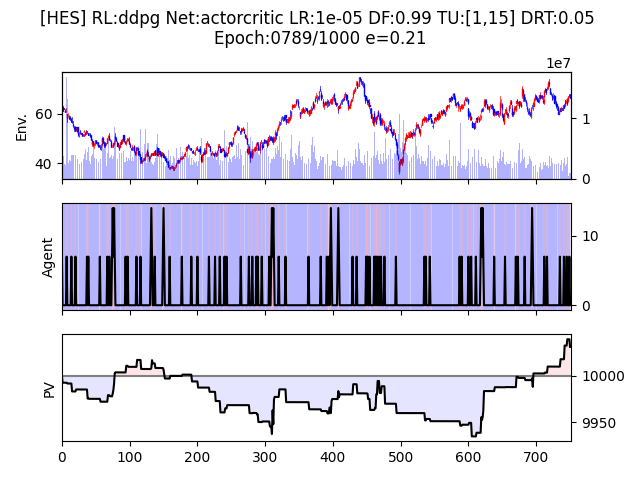 [HES] RL:ddpg Net:actorcritic LR:1e-05 DF:0.99 TU:[1,15] DRT:0.05
Epoch:0789/1000 e=0.21
1e7
Env.
60
40
1
0
Agent
10
0
PV
10000
9950
0 100 200 300 400 500 600 700